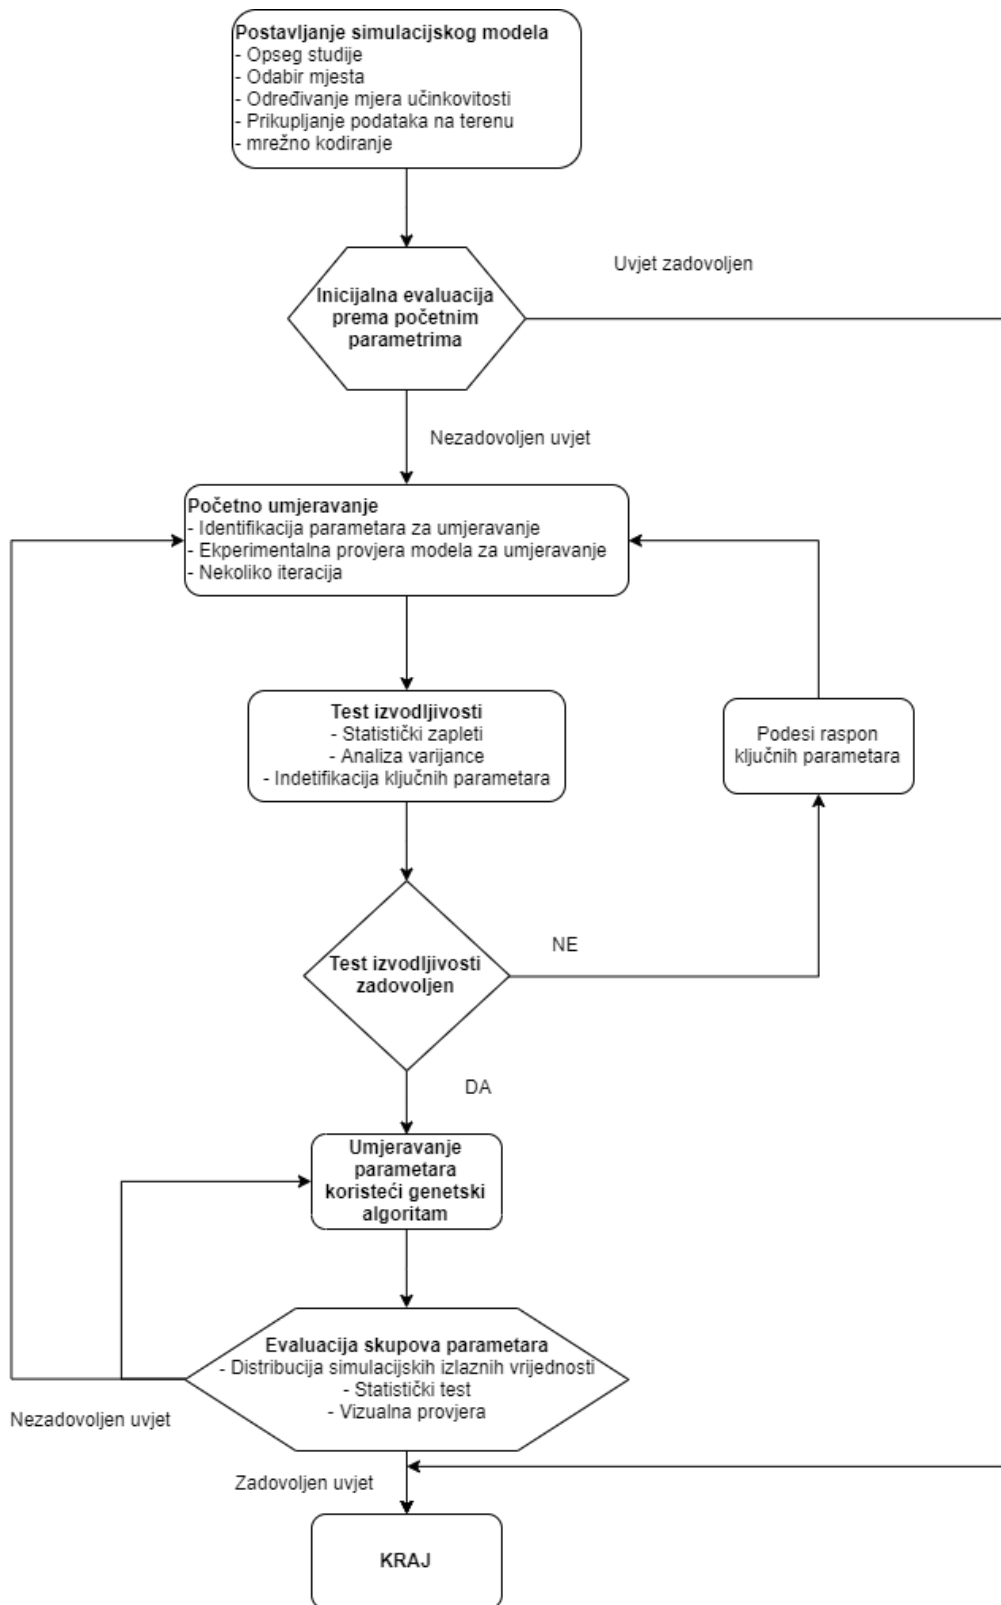 Postavljanje simulacijskog modela
- Opseg studije
- Odabir mjesta
- Određivanje mjera učinkovitosti
- Prikupljanje podataka na terenu
- mrežno kodiranje
Uvjet zadovoljen
Inicijalna evaluacija
prema početnim
parametrima
Nezadovoljen uvjet
Početno umjeravanje
- Identifikacija parametara za umjeravanje
- Ekperimentalna provjera modela za umjeravanje
- Nekoliko iteracija
Test izvodljivosti
- Statistički zapleti
- Analiza varijance
- Indetifikacija ključnih parametara
Podesi raspon
ključnih parametara
NE
Test izvodljivosti
zadovoljen
DA
Umjeravanje
parametara
koristeći genetski
algoritam
Evaluacija skupova parametara
- Distribucija simulacijskih izlaznih vrijednosti
- Statistički test
- Vizualna provjera
Nezadovoljen uvjet
Zadovoljen uvjet
KRAJ